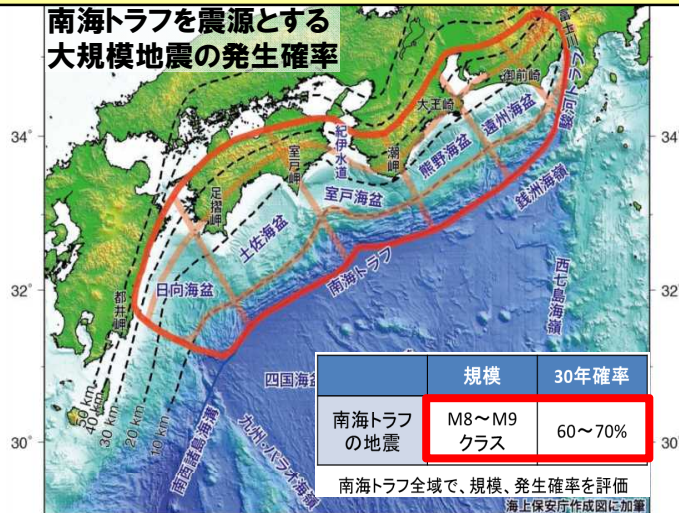 南海トラフを震源とする
大規模地震の発生確率
富士川
駿河トラフ
御前崎
大王崎
遠州海盆
34°
紀伊水道
潮岬
熊野海盆
室戸岬
室戸海盆
銭洲海嶺
足摺岬
土佐海盆
南海トラフ
西七島海嶺
32°
日向海盆
都井岬
四国海盆
50 km
40 km
30 km
20 km
10 km
30°
30°
南西諸島海溝
九州・パラオ海嶺
規模 30年確率
南海トラフ
の地震
M8～M9
クラス
60～70%
南海トラフ全域で、規模、発生確率を評価
海上保安庁作成図に加筆